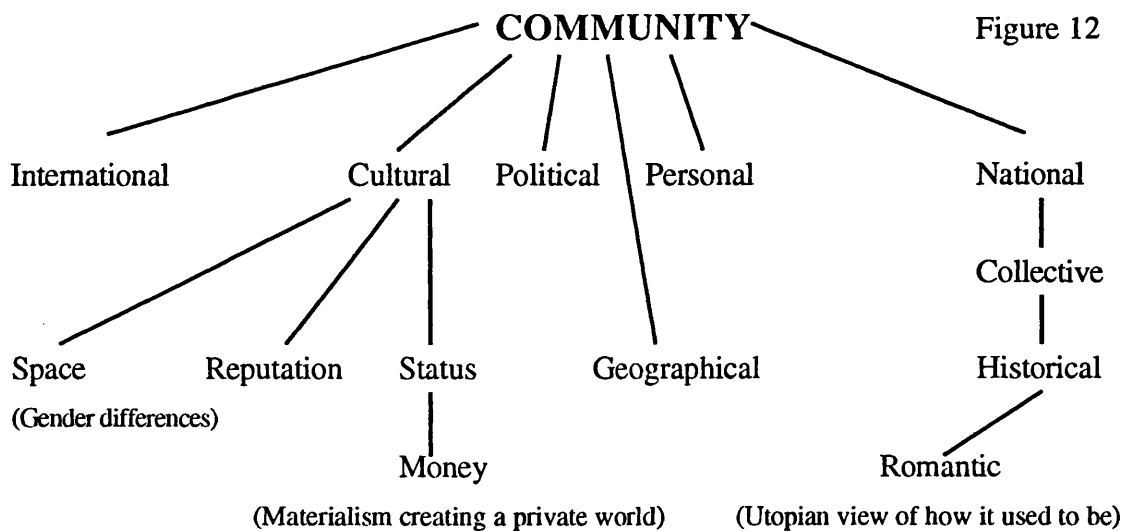 COMMUNITY Figure 12
International Cultural Political Personal National
Collective
Space Reputation Status Geographical Historical
(Gender differences)
Money Romantic
(Materialism creating a private world) (Utopian view of how it used to be)